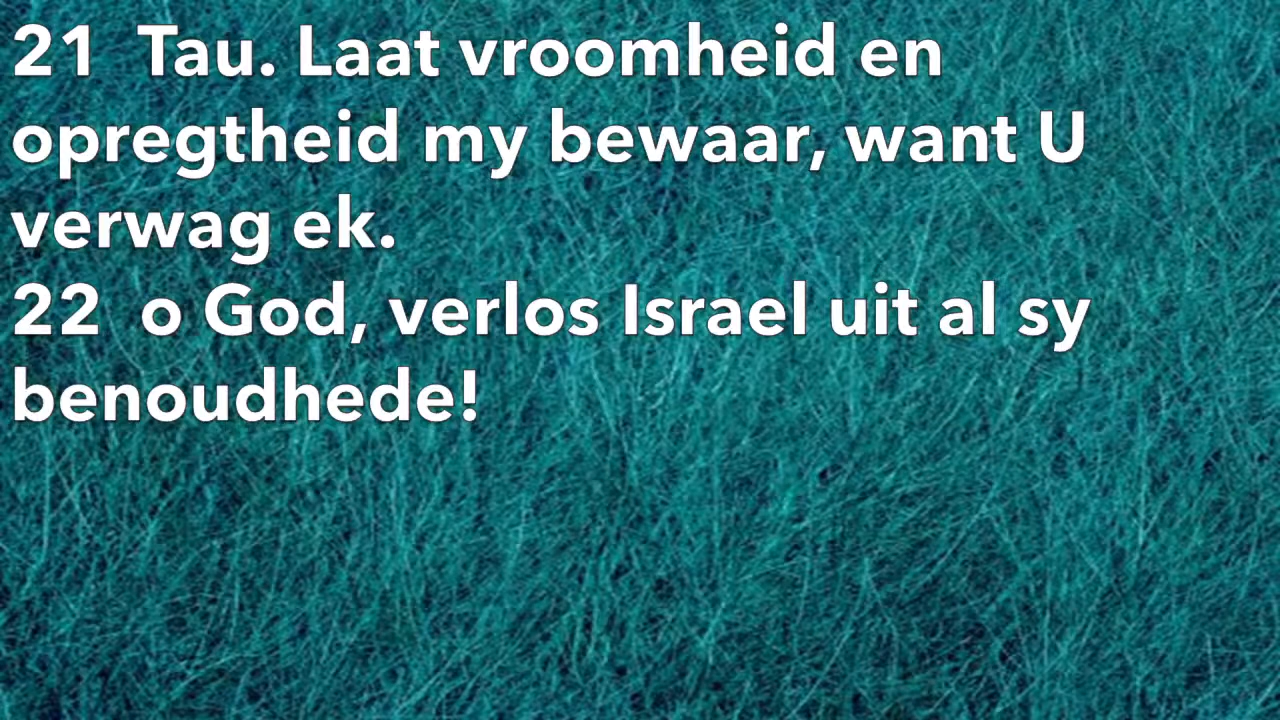 21  Tau. Laat vroomheid en
opregtheid my bewaar, want U
verwag ek.
22  o God, verlos Israel uit al sy
benoudhede!